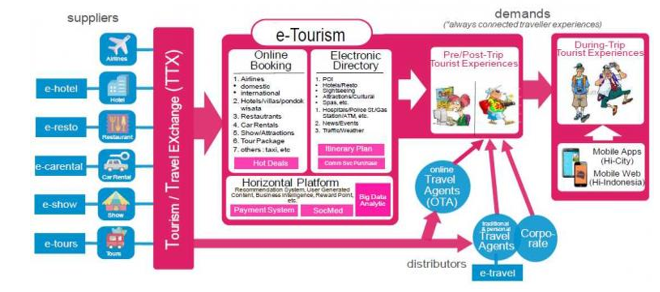 suppliers
demands
("always connected traveller experiences)
Airlines
e-hotel
Hotel
e-resto
Restaurant
e-carental
Car Rental
e-show
Show
e-tours
Tours
Tourism / Travel Exchange (TTX)
e-Tourism
Online
Booking
1. Airlines
• domestic
• international
2. Hotels/Villas/pondok
wisata
3. Restautrants
4. Car Rentals
5. Show/Attractions
6. Tour Package
7. others : taxi, etc
Hot Deals
Electronic
Directory
1. POI
• Hotels/Resto
• Sightseeing
• Attractions/Cultural
• Spas, etc.
1. Hospitals/Police St/Gas
Station/ATM, etc.
2. News/Events
3. Traffic/Weather
Itinerary Plan
Comm Svc Purchase
Horizontal Platform
Recommendation System, User Generated
Content, Business Intelligence, Reward Point,
etc.
Payment System
SocMed
Big Data
Analytic
Pre/Post-Trip
Tourist Experiences
During-Trip
Tourist Experiences
Mobile Apps
(Hi-City)
Mobile Web
(Hi-Indonesia)
online
Travel
Agents
(OTA)
traditional
& personal
Travel
Agents
Corpo-
rate
distributors
e-travel